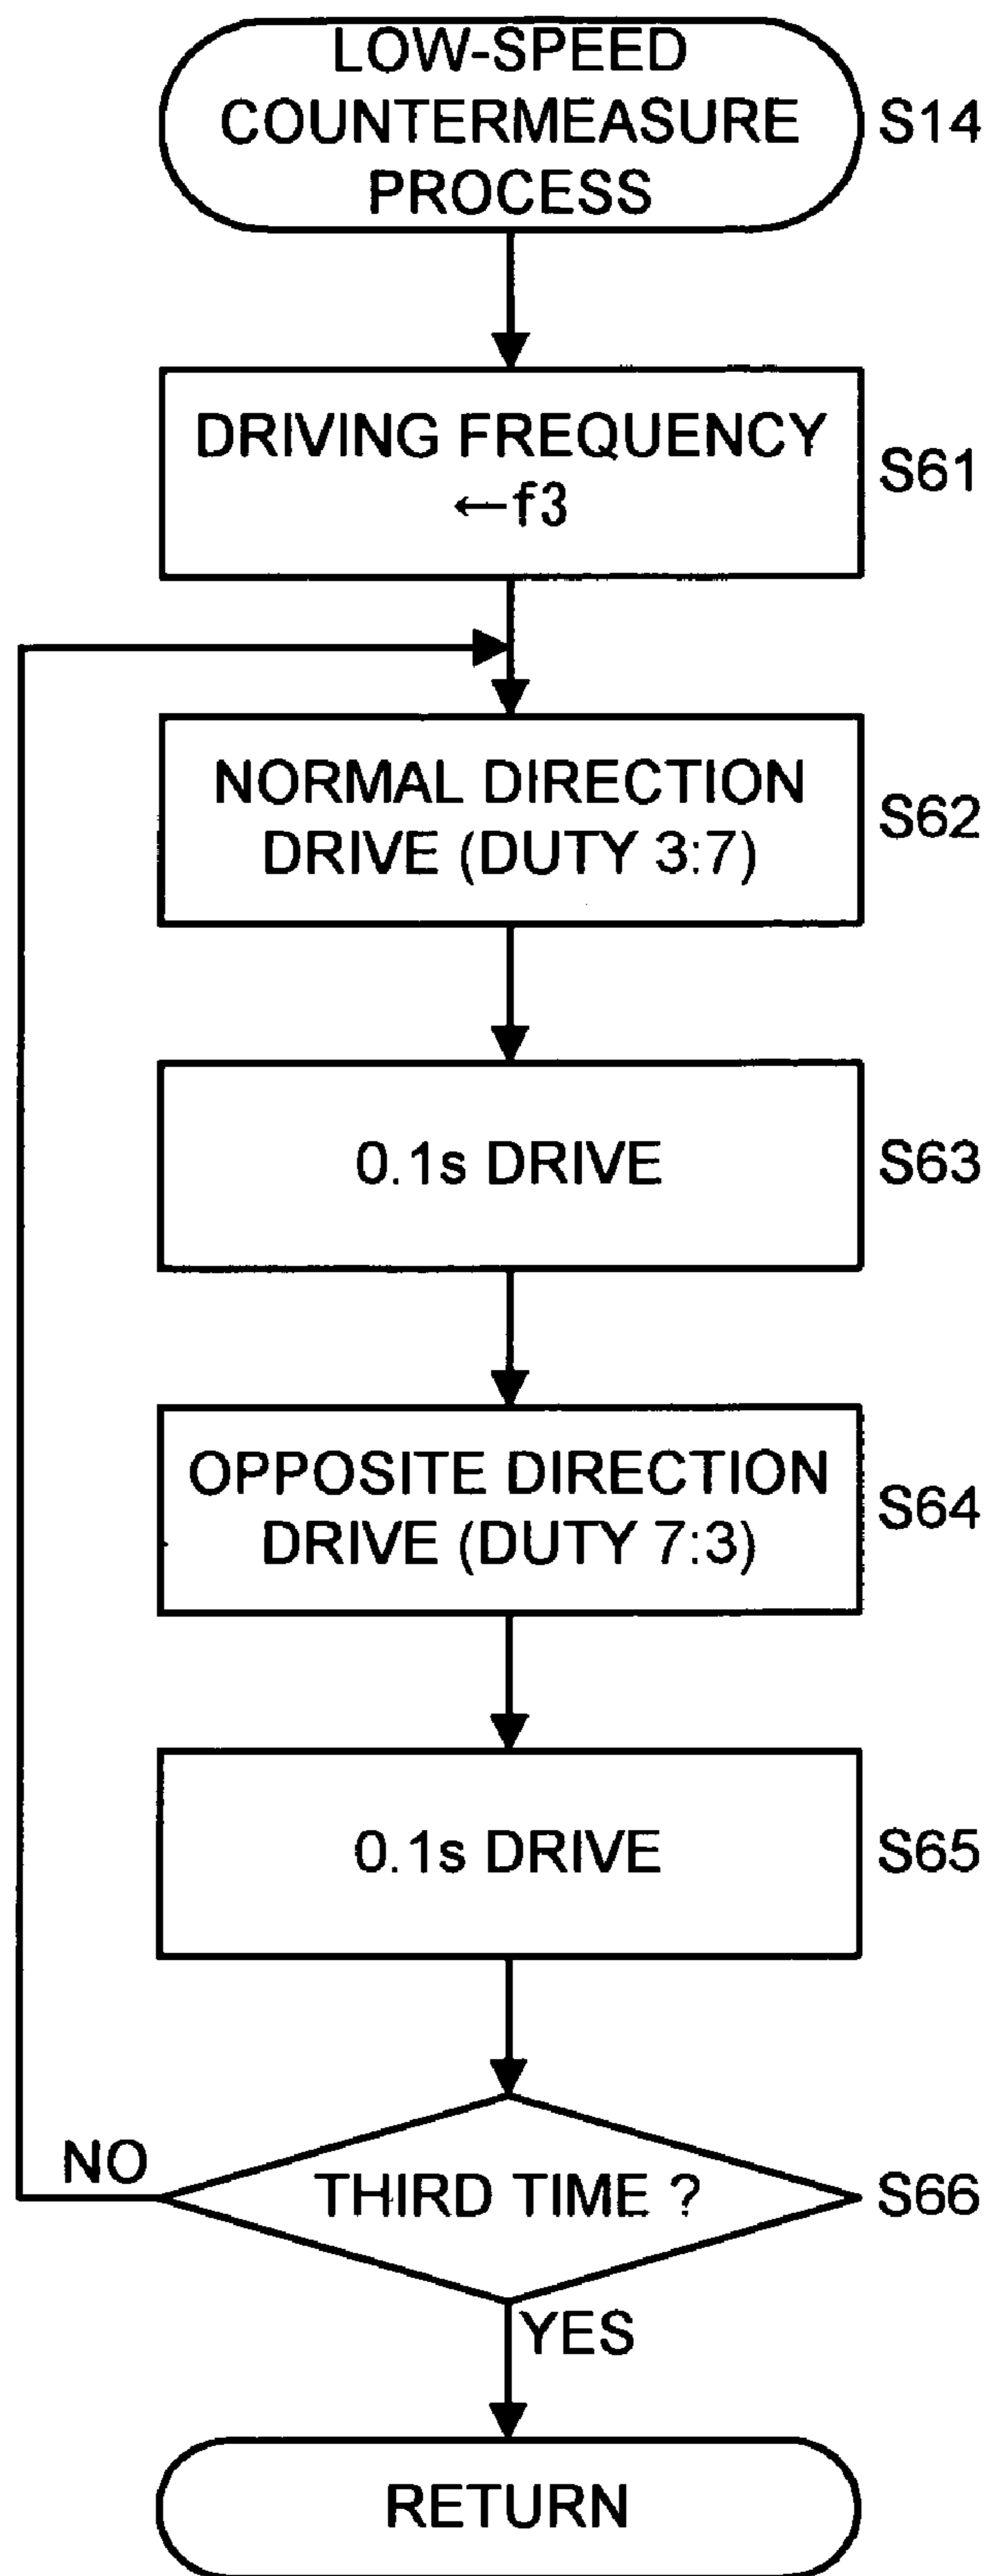 LOW-SPEED
COUNTERMEASURE
PROCESS
S14
DRIVING FREQUENCY
←f3
S61
NORMAL DIRECTION
DRIVE (DUTY 3:7)
S62
0.1s DRIVE
S63
OPPOSITE DIRECTION
DRIVE (DUTY 7:3)
S64
0.1s DRIVE
S65
NO
THIRD TIME ?
S66
YES
RETURN